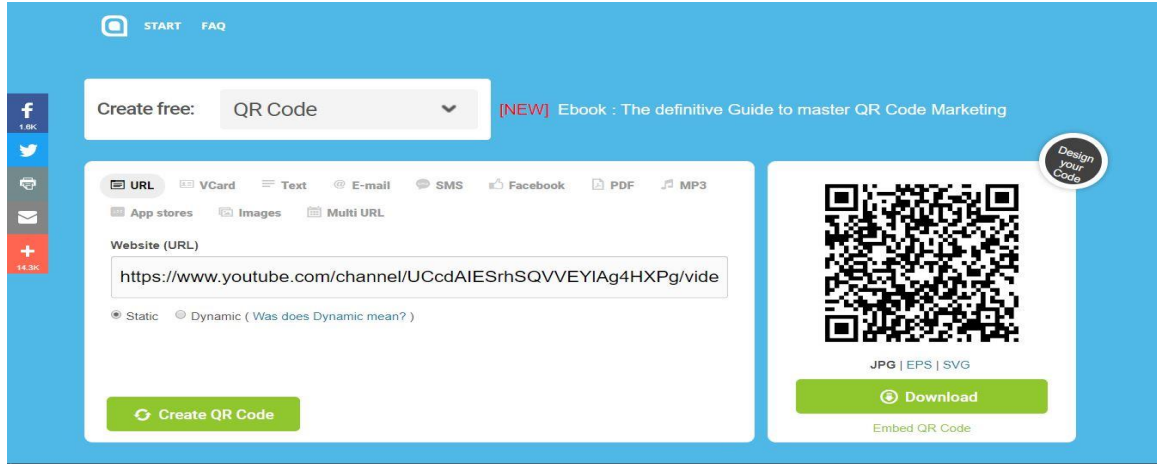 START FAQ
Create free: QR Code
[NEW] Ebook : The definitive Guide to master QR Code Marketing
f
1.6K
14.3K
Design
your
Code
URL VCard Text @ E-mail SMS Facebook PDF MP3
App stores Images Multi URL
Website (URL)
https://www.youtube.com/channel/UCcdAIESrhSQVVEYIAg4HXPg/vide
Static Dynamic ( Was does Dynamic mean? )
Create QR Code
JPG | EPS | SVG
Download
Embed QR Code